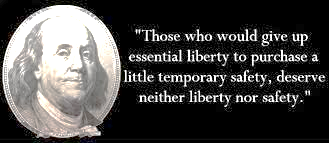 "Those who would give up
essential liberty to purchase a
little temporary safety, deserve
neither liberty nor safety."